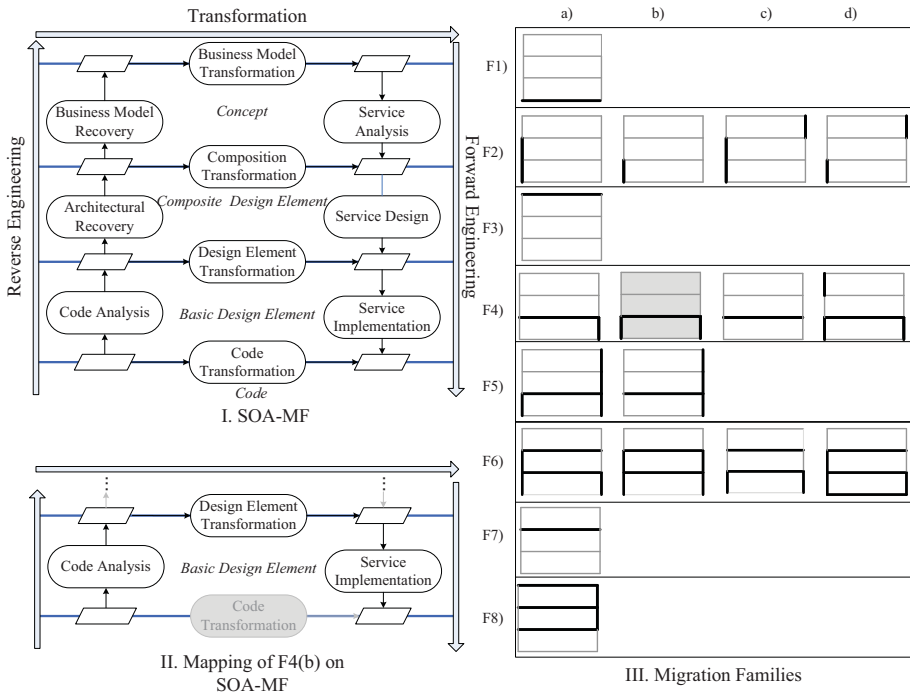 Transformation
Reverse Engineering
Forward Engineering
Business Model
Transformation
Business Model
Recovery
Concept
Service
Analysis
Composition
Transformation
Composite Design Element
Architectural
Recovery
Service Design
Design Element
Transformation
Code Analysis
Basic Design Element
Service
Implementation
Code
Transformation
Code
I. SOA-MF
Design Element
Transformation
Code Analysis
Basic Design Element
Service
Implementation
Code
Transformation
II. Mapping of F4(b) on
SOA-MF
a) b) c) d)
F1)
F2)
F3)
F4)
F5)
F6)
F7)
F8)
III. Migration Families